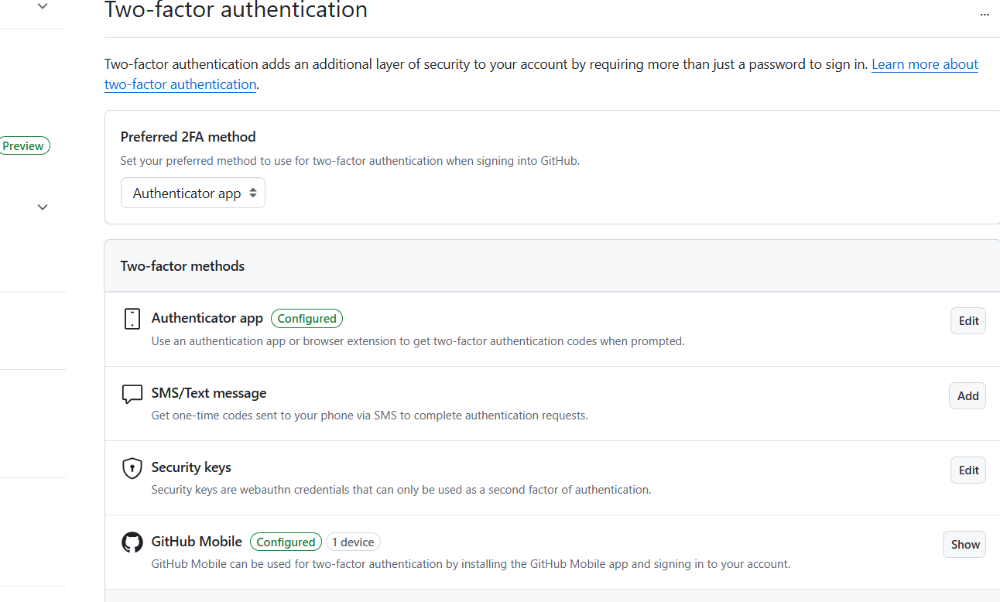 Two-factor authentication
...
Two-factor authentication adds an additional layer of security to your account by requiring more than just a password to sign in. Learn more about
two-factor authentication.
Preview
Preferred 2FA method
Set your preferred method to use for two-factor authentication when signing into GitHub.
Authenticator app
Two-factor methods
Authenticator app Configured
Edit
Use an authentication app or browser extension to get two-factor authentication codes when prompted.
SMS/Text message
Add
Get one-time codes sent to your phone via SMS to complete authentication requests.
Security keys
Edit
Security keys are webauthn credentials that can only be used as a second factor of authentication.
GitHub Mobile Configured 1 device
Show
GitHub Mobile can be used for two-factor authentication by installing the GitHub Mobile app and signing in to your account.